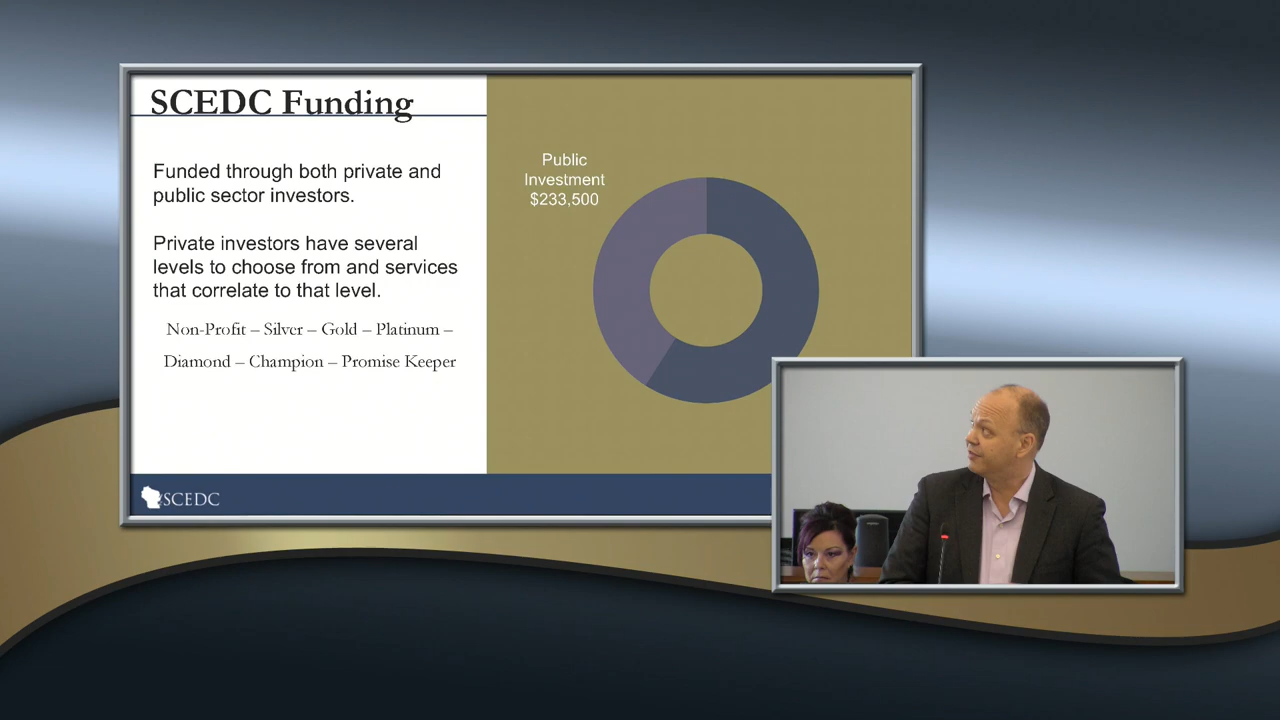 SCEDC Funding
Funded through both private and
public sector investors.
Private investors have several
levels to choose from and services
that correlate to that level.
Non-Profit – Silver – Gold – Platinum –
Diamond – Champion – Promise Keeper
Public
Investment
$233,500
SCEDC